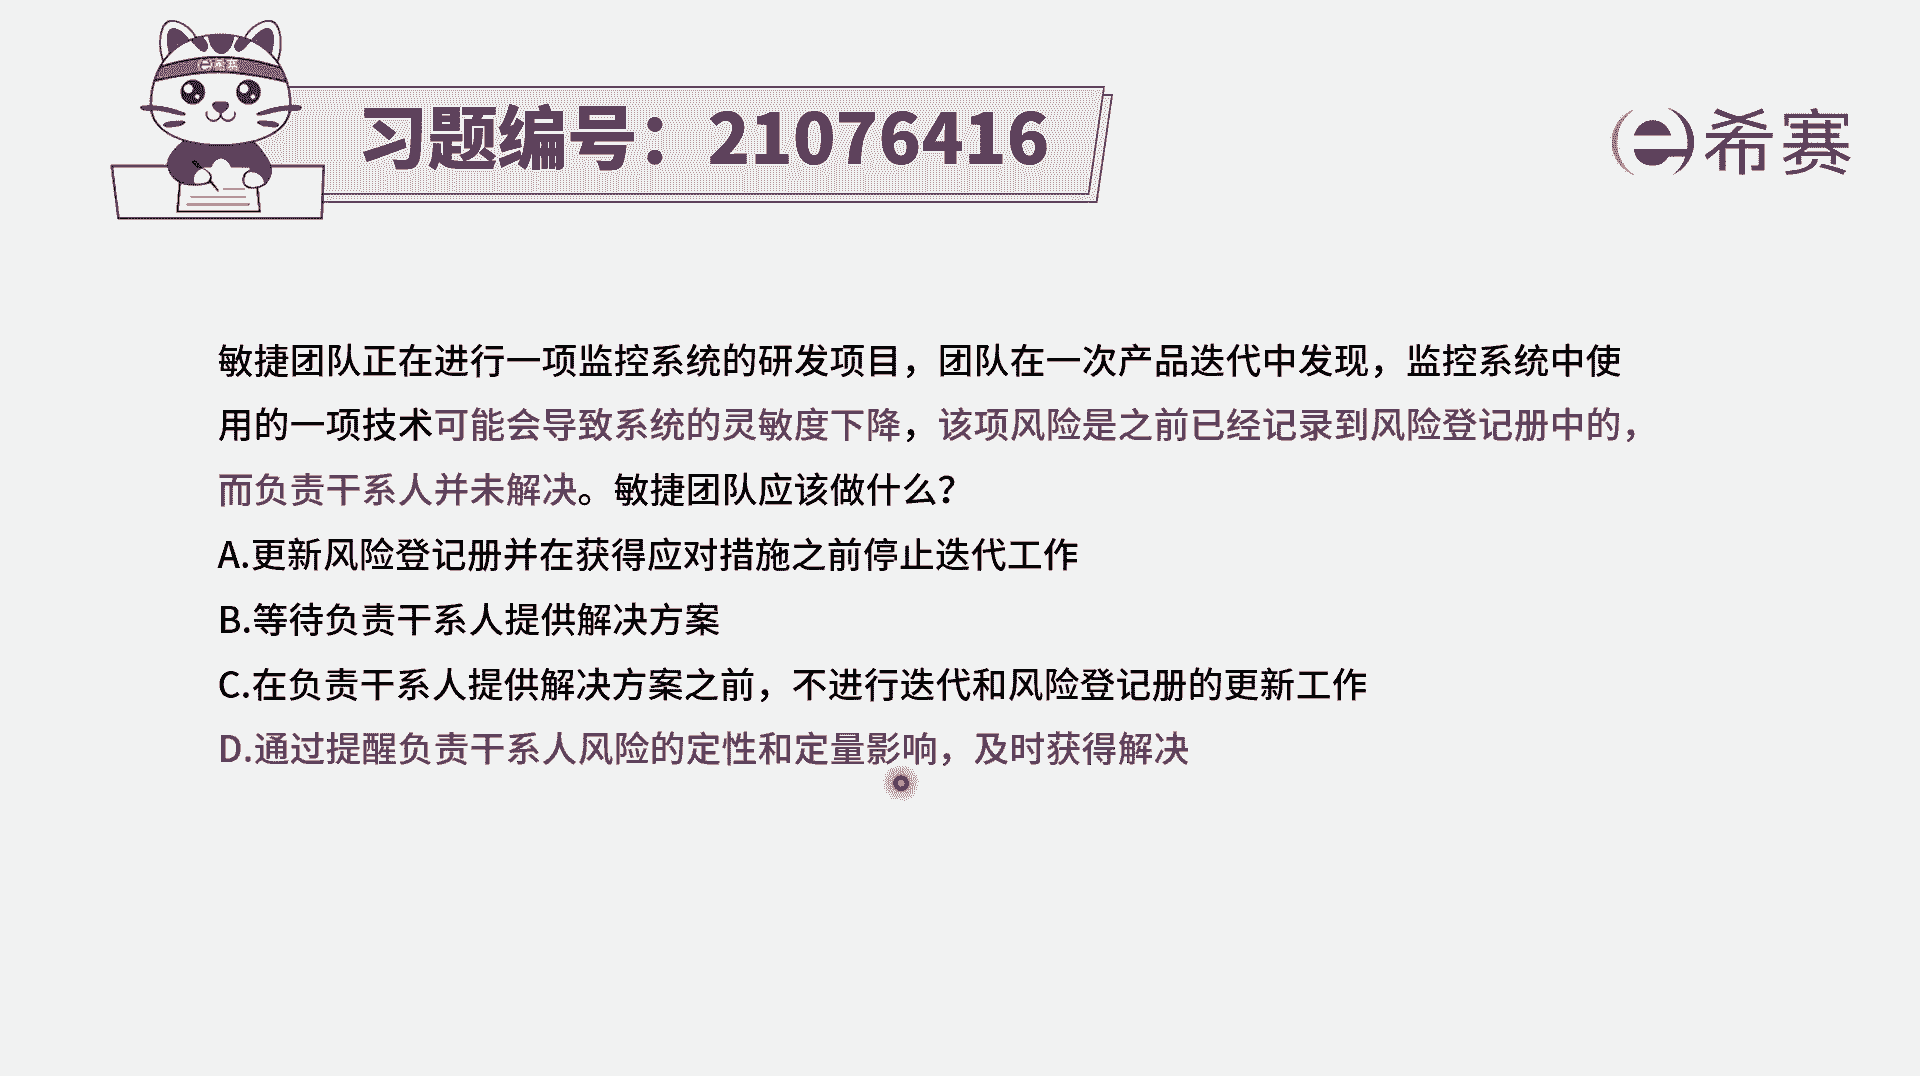 希赛
习题编号：21076416
希赛
敏捷团队正在进行一项监控系统的研发项目，团队在一次产品迭代中发现，监控系统中使
用的一项技术可能会导致系统的灵敏度下降，该项风险是之前已经记录到风险登记册中的，
而负责干系人并未解决。敏捷团队应该做什么？
A.更新风险登记册并在获得应对措施之前停止迭代工作
B.等待负责干系人提供解决方案
C.在负责干系人提供解决方案之前，不进行迭代和风险登记册的更新工作
D.通过提醒负责干系人风险的定性和定量影响，及时获得解决